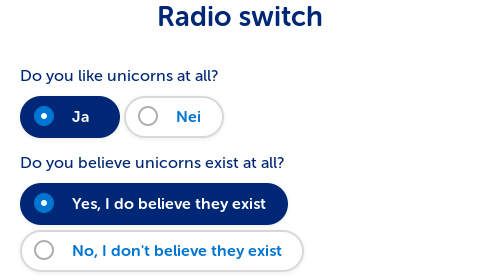 Radio switch
Do you like unicorns at all?
Ja Nei
Do you believe unicorns exist at all?
Yes, I do believe they exist
No, I don't believe they exist